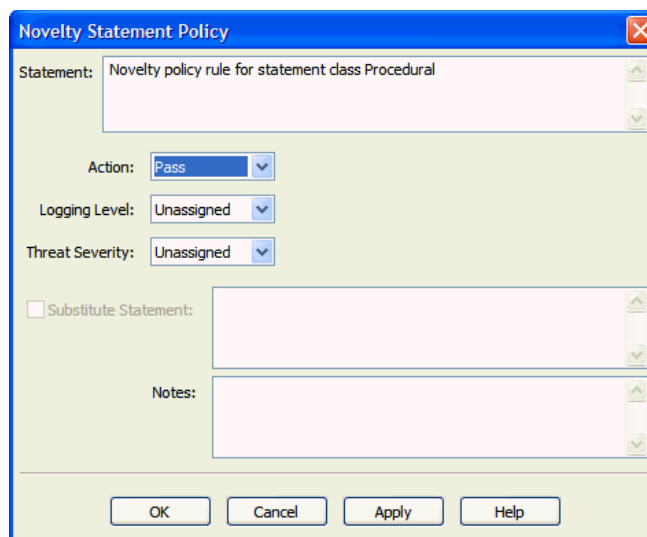 Novelty Statement Policy
Statement: Novelty policy rule for statement class Procedural
Action: Pass
Logging Level: Unassigned
Threat Severity: Unassigned
Substitute Statement:
Notes:
OK Cancel Apply Help